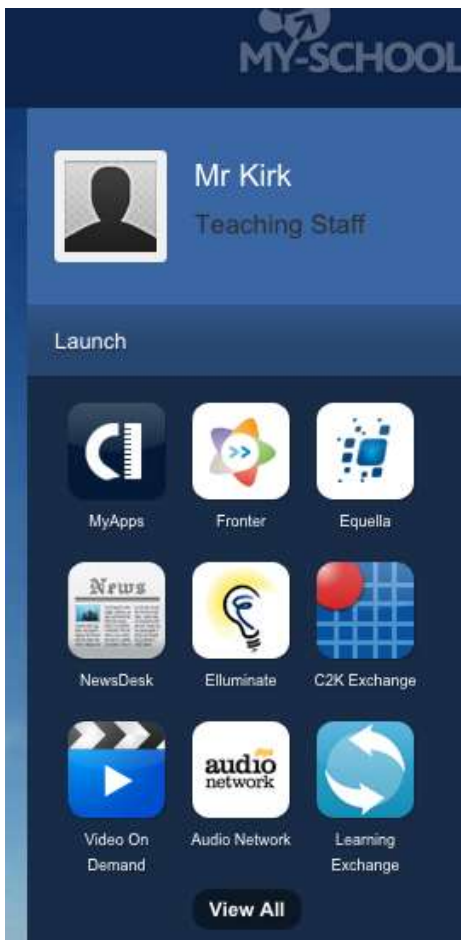 MY-SCHOOL
Mr Kirk
Teaching Staff
Launch
MyApps
Fronter
Equella
News
NewsDesk
Elluminate
C2K Exchange
audio
network
Video On
Demand
Audio Network
Learning
Exchange
View All